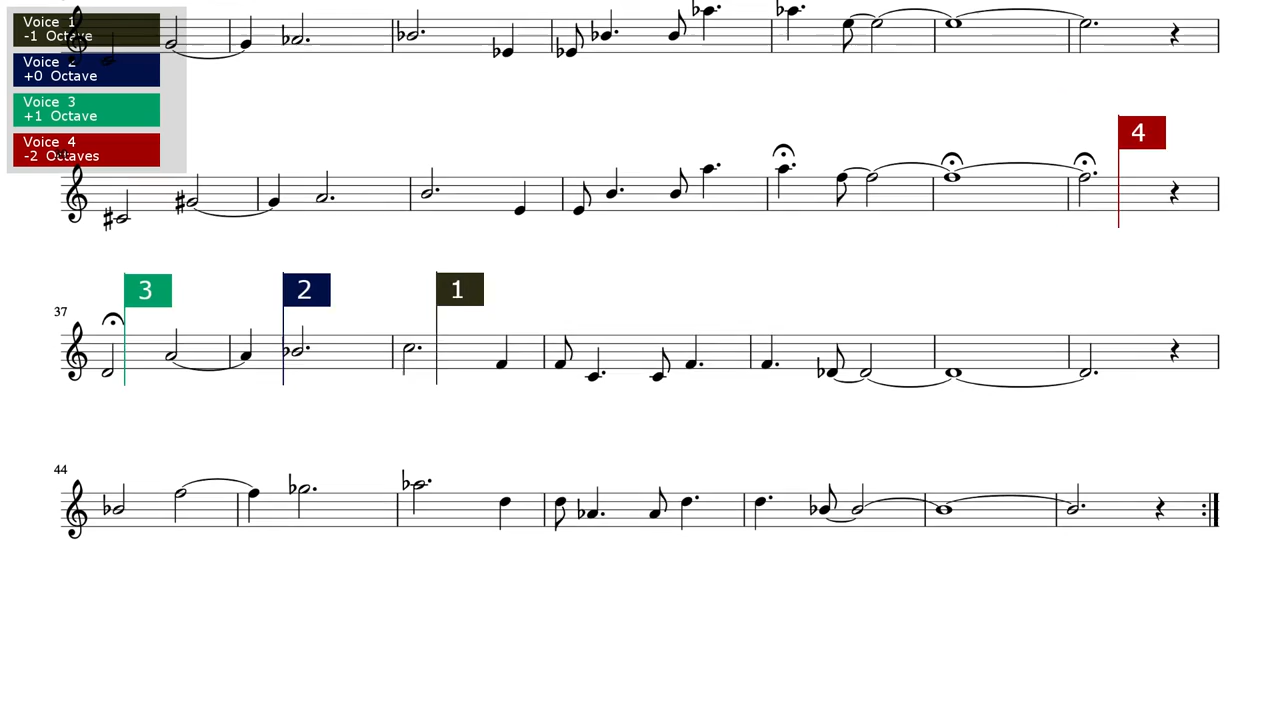 Voice 1
-1 Octave
Voice 2
+0 Octave
Voice 3
+1 Octave
Voice 4
-2 Octaves
4
3
2
1
37
44